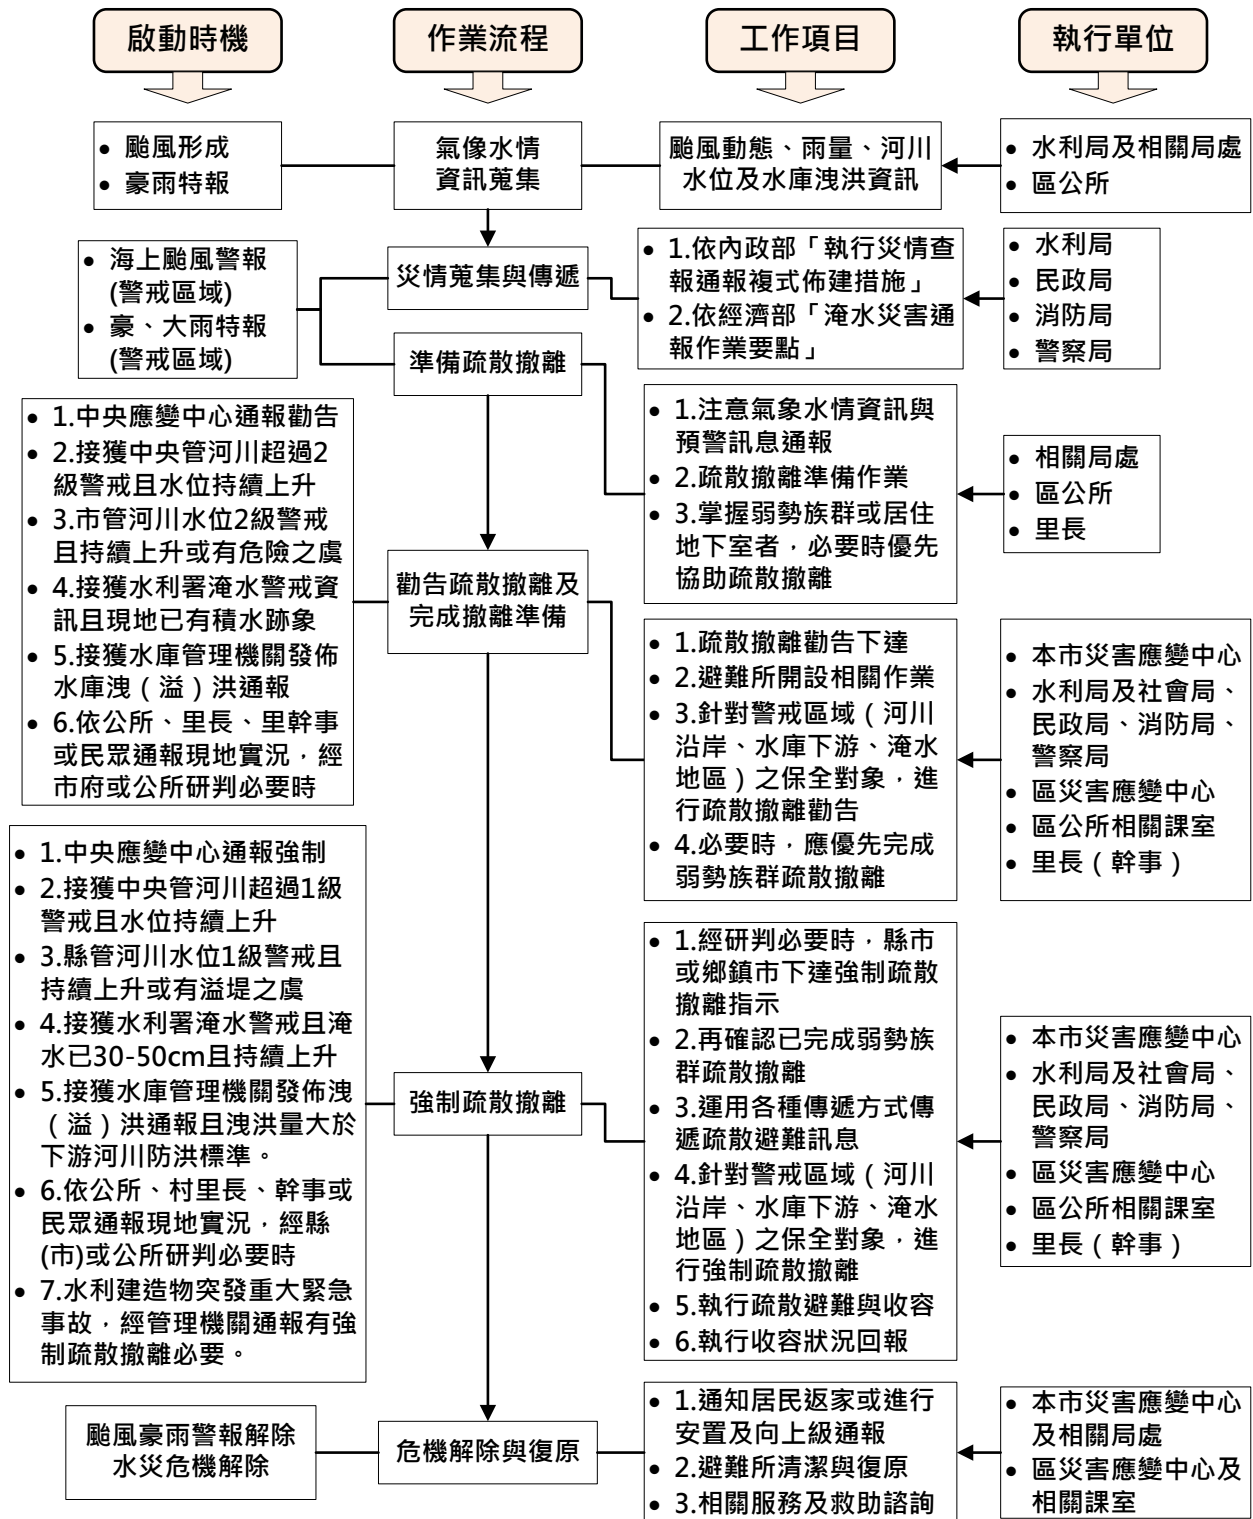 啟動時機
作業流程
工作項目
執行單位
• 颱風形成
• 豪雨特報
氣像水情
資訊蒐集
颱風動態、雨量、河川
水位及水庫洩洪資訊
• 水利局及相關局處
• 區公所
• 海上颱風警報
(警戒區域)
• 豪、大雨特報
(警戒區域)
災情蒐集與傳遞
• 1.依內政部「執行災情查
報通報複式佈建措施」
• 2.依經濟部「淹水災害通
報作業要點」
• 水利局
• 民政局
• 消防局
• 警察局
準備疏散撤離
• 1.注意氣象水情資訊與
預警訊息通報
• 2.疏散撤離準備作業
• 3.掌握弱勢族群或居住
地下室者，必要時優先
協助疏散撤離
• 相關局處
• 區公所
• 里長
• 1.中央應變中心通報勸告
• 2.接獲中央管河川超過2
級警戒且水位持續上升
• 3.市管河川水位2級警戒
且持續上升或有危險之虞
• 4.接獲水利署淹水警戒資
訊且現地已有積水跡象
• 5.接獲水庫管理機關發佈
水庫洩（溢）洪通報
• 6.依公所、里長、里幹事
或民眾通報現地實況，經
市府或公所研判必要時
勸告疏散撤離及
完成撤離準備
• 1.疏散撤離勸告下達
• 2.避難所開設相關作業
• 3.針對警戒區域（河川
沿岸、水庫下游、淹水
地區）之保全對象，進
行疏散撤離勸告
• 4.必要時，應優先完成
弱勢族群疏散撤離
• 本市災害應變中心
• 水利局及社會局、
民政局、消防局、
警察局
• 區災害應變中心
• 區公所相關課室
• 里長（幹事）
• 1.中央應變中心通報強制
• 2.接獲中央管河川超過1級
警戒且水位持續上升
• 3.縣管河川水位1級警戒且
持續上升或有溢堤之虞
• 4.接獲水利署淹水警戒且淹
水已30-50cm且持續上升
• 5.接獲水庫管理機關發佈洩
（溢）洪通報且洩洪量大於
下游河川防洪標準。
• 6.依公所、村里長、幹事或
民眾通報現地實況，經縣
(市)或公所研判必要時
• 7.水利建造物突發重大緊急
事故，經管理機關通報有強
制疏散撤離必要。
強制疏散撤離
• 1.經研判必要時，縣市
或鄉鎮市下達強制疏散
撤離指示
• 2.再確認已完成弱勢族
群疏散撤離
• 3.運用各種傳遞方式傳
遞疏散避難訊息
• 4.針對警戒區域（河川
沿岸、水庫下游、淹水
地區）之保全對象，進
行強制疏散撤離
• 5.執行疏散避難與收容
• 6.執行收容狀況回報
• 本市災害應變中心
• 水利局及社會局、
民政局、消防局、
警察局
• 區災害應變中心
• 區公所相關課室
• 里長（幹事）
颱風豪雨警報解除
水災危機解除
危機解除與復原
• 1.通知居民返家或進行
安置及向上級通報
• 2.避難所清潔與復原
• 3.相關服務及救助諮詢
• 本市災害應變中心
及相關局處
• 區災害應變中心及
相關課室